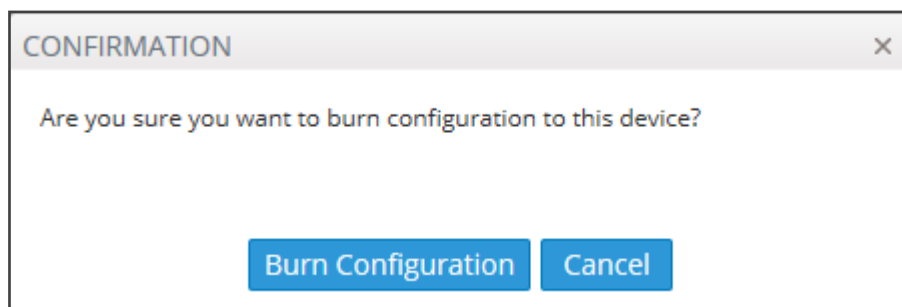 CONFIRMATION ×
Are you sure you want to burn configuration to this device?
Burn Configuration Cancel